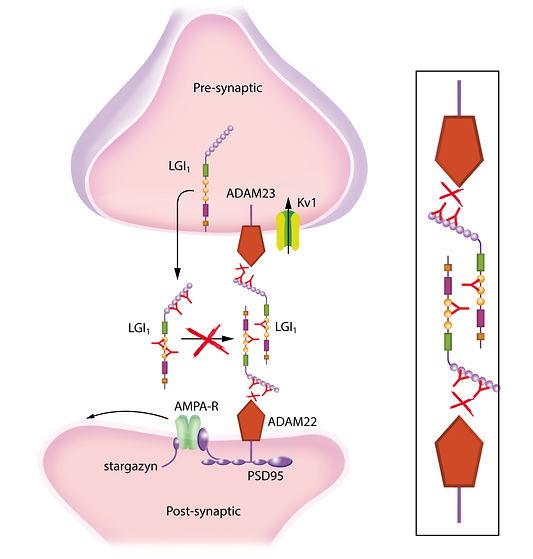 Pre-synaptic
LGI1
ADAM23
Kv1
LGI1
LGI1
AMPA-R
ADAM22
stargazyn
PSD95
Post-synaptic